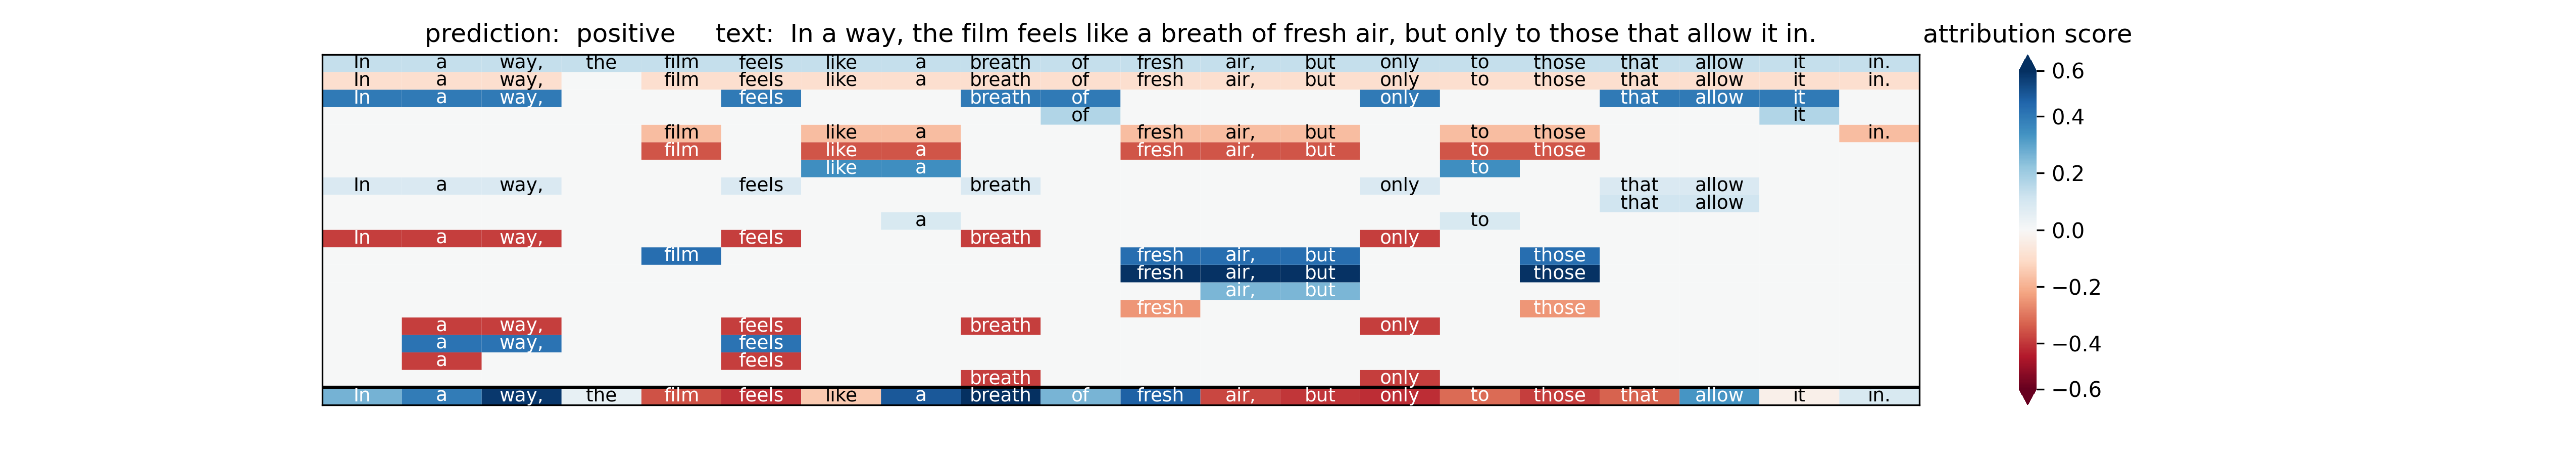 prediction: positive text: In a way, the film feels like a breath of fresh air, but only to those that allow it in. attribution score
In a way, the film feels like a breath of fresh air, but only to those that allow it in.
In a way, film feels like a breath of fresh air, but only to those that allow it in.
In a way, feels breath of only that allow it
of it
film like a fresh air, but to those in.
film like a fresh air, but to those
like a to
In a way, feels breath only that allow
that allow
a to
In a way, feels breath only
film fresh air, but those
fresh air, but those
air, but
fresh those
a way, feels breath only
a way, feels
a feels
breath only
In a way, the film feels like a breath of fresh air, but only to those that allow it in.
0.6
0.4
0.2
0.0
−0.2
−0.4
−0.6